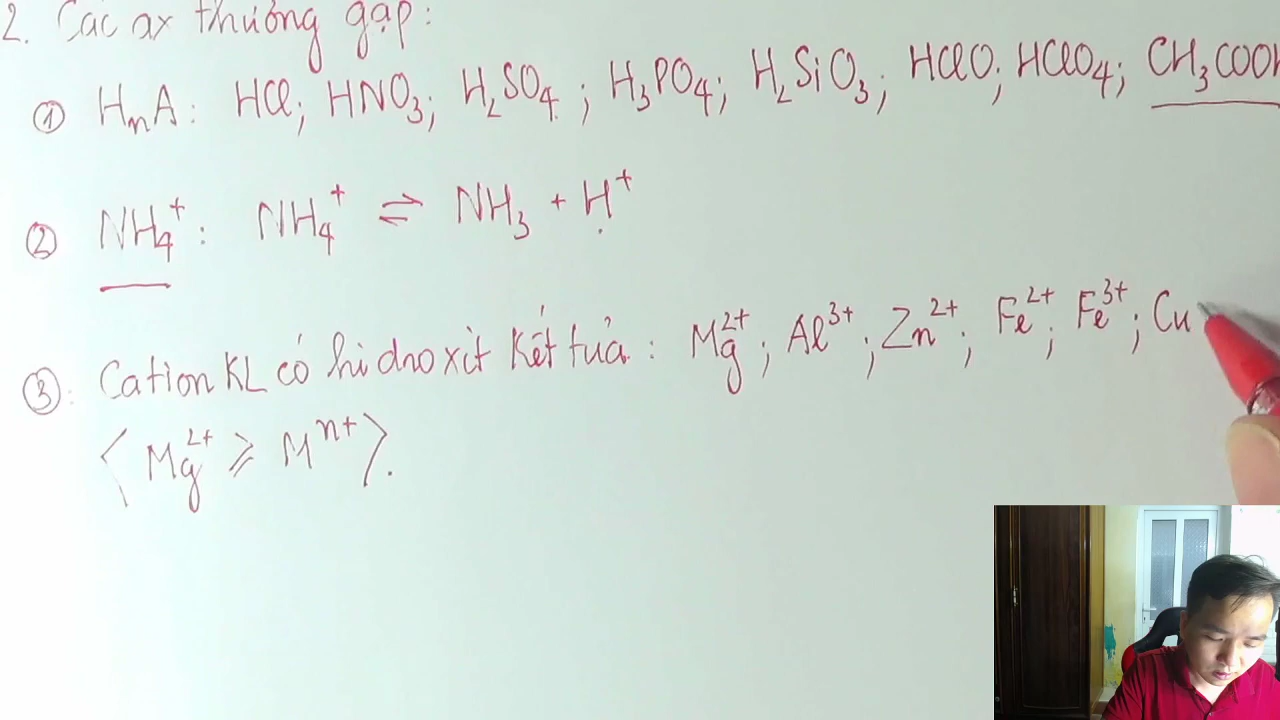 2. Các ax thường gặp:
① HnA: HCl; HNO3; H2SO4; H3PO4; H2SiO3; HClO; HClO4; CH3COOH
② NH4+: NH4+ ⇌ NH3 + H+
③: Cation KL có hidroxit kết tủa: Mg2+; Al3+; Zn2+; Fe2+; Fe3+; Cu
⟨Mg2+ ⩾ Mn+⟩.